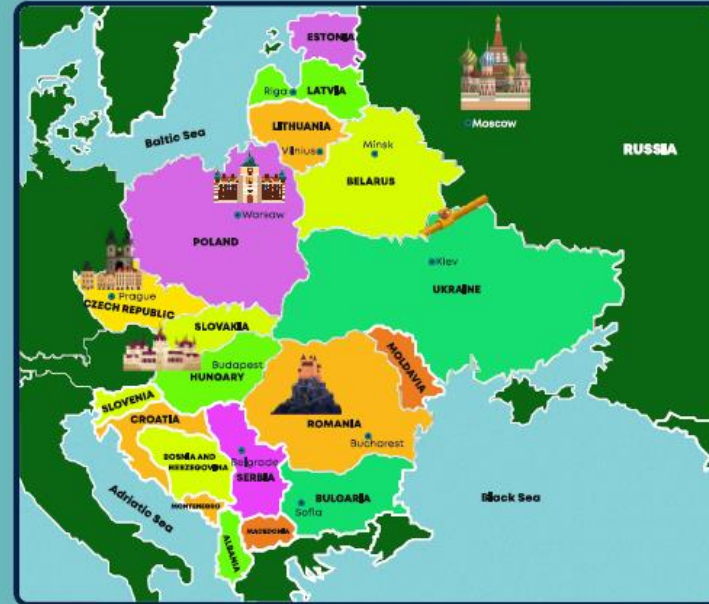 ESTONIA
Riga
LATVIA
LITHUANIA
Vilnius
Minsk
BELARUS
Moscow
RUSSIA
Baltic Sea
Warsaw
POLAND
Kiev
UKRAINE
Prague
CZECH REPUBLIC
SLOVAKIA
Budapest
HUNGARY
MOLDAVIA
SLOVENIA
CROATIA
ROMANIA
Bucharest
BOSNIA AND
HERZEGOVINA
Belgrade
SERBIA
BULGARIA
Sofia
Black Sea
MONTENEGRO
Adriatic Sea
MACEDONIA
ALBANIA